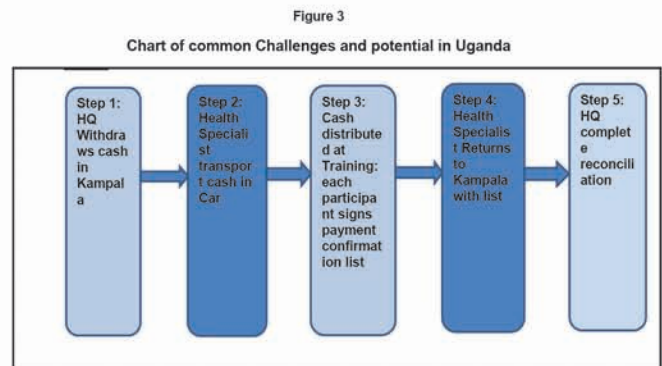 Figure 3
Chart of common Challenges and potential in Uganda
Step 1:
HQ
Withdra
ws cash
in
Kampal
a
Step 2:
Health
Speciali
st
transpor
t cash in
Car
Step 3:
Cash
distribute
d at
Training:
each
participa
nt signs
payment
confirmat
ion list
Step 4:
Health
Specialis
t Returns
to
Kampala
with list
Step 5:
HQ
complet
e
reconcili
ation